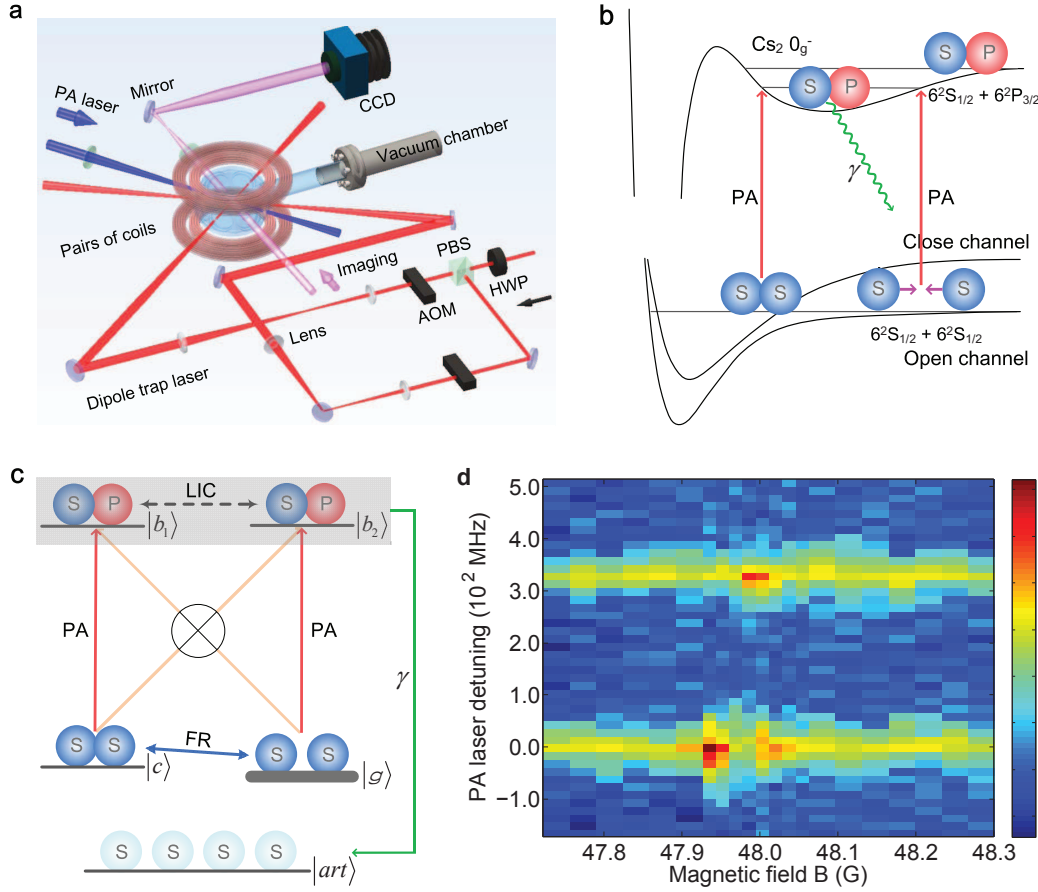 a
Mirror
PA laser
CCD
Vacuum chamber
Pairs of coils
Imaging
PBS
HWP
AOM
Lens
Dipole trap laser
b
Cs2 0g-
S P
S P
6²S1/2 + 6²P3/2
γ
PA
PA
Close channel
S S
S S
6²S1/2 + 6²S1/2
Open channel
c
S P
LIC
S P
|b1⟩
|b2⟩
PA
PA
γ
S S
FR
S S
|c⟩
|g⟩
S S S S
|art⟩
d
5.0
4.0
3.0
2.0
1.0
0.0
−1.0
PA laser detuning (10² MHz)
47.8 47.9 48.0 48.1 48.2 48.3
Magnetic field B (G)